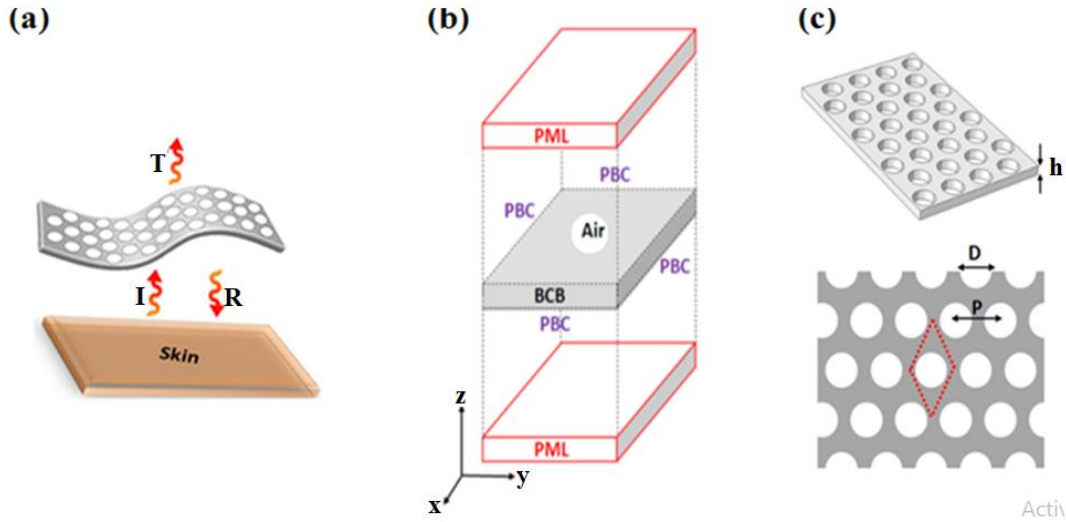 (a)
T
I
R
Skin
(b)
PML
PBC
PBC
Air
PBC
BCB
PBC
PML
z
y
x
(c)
h
D
P
Activ